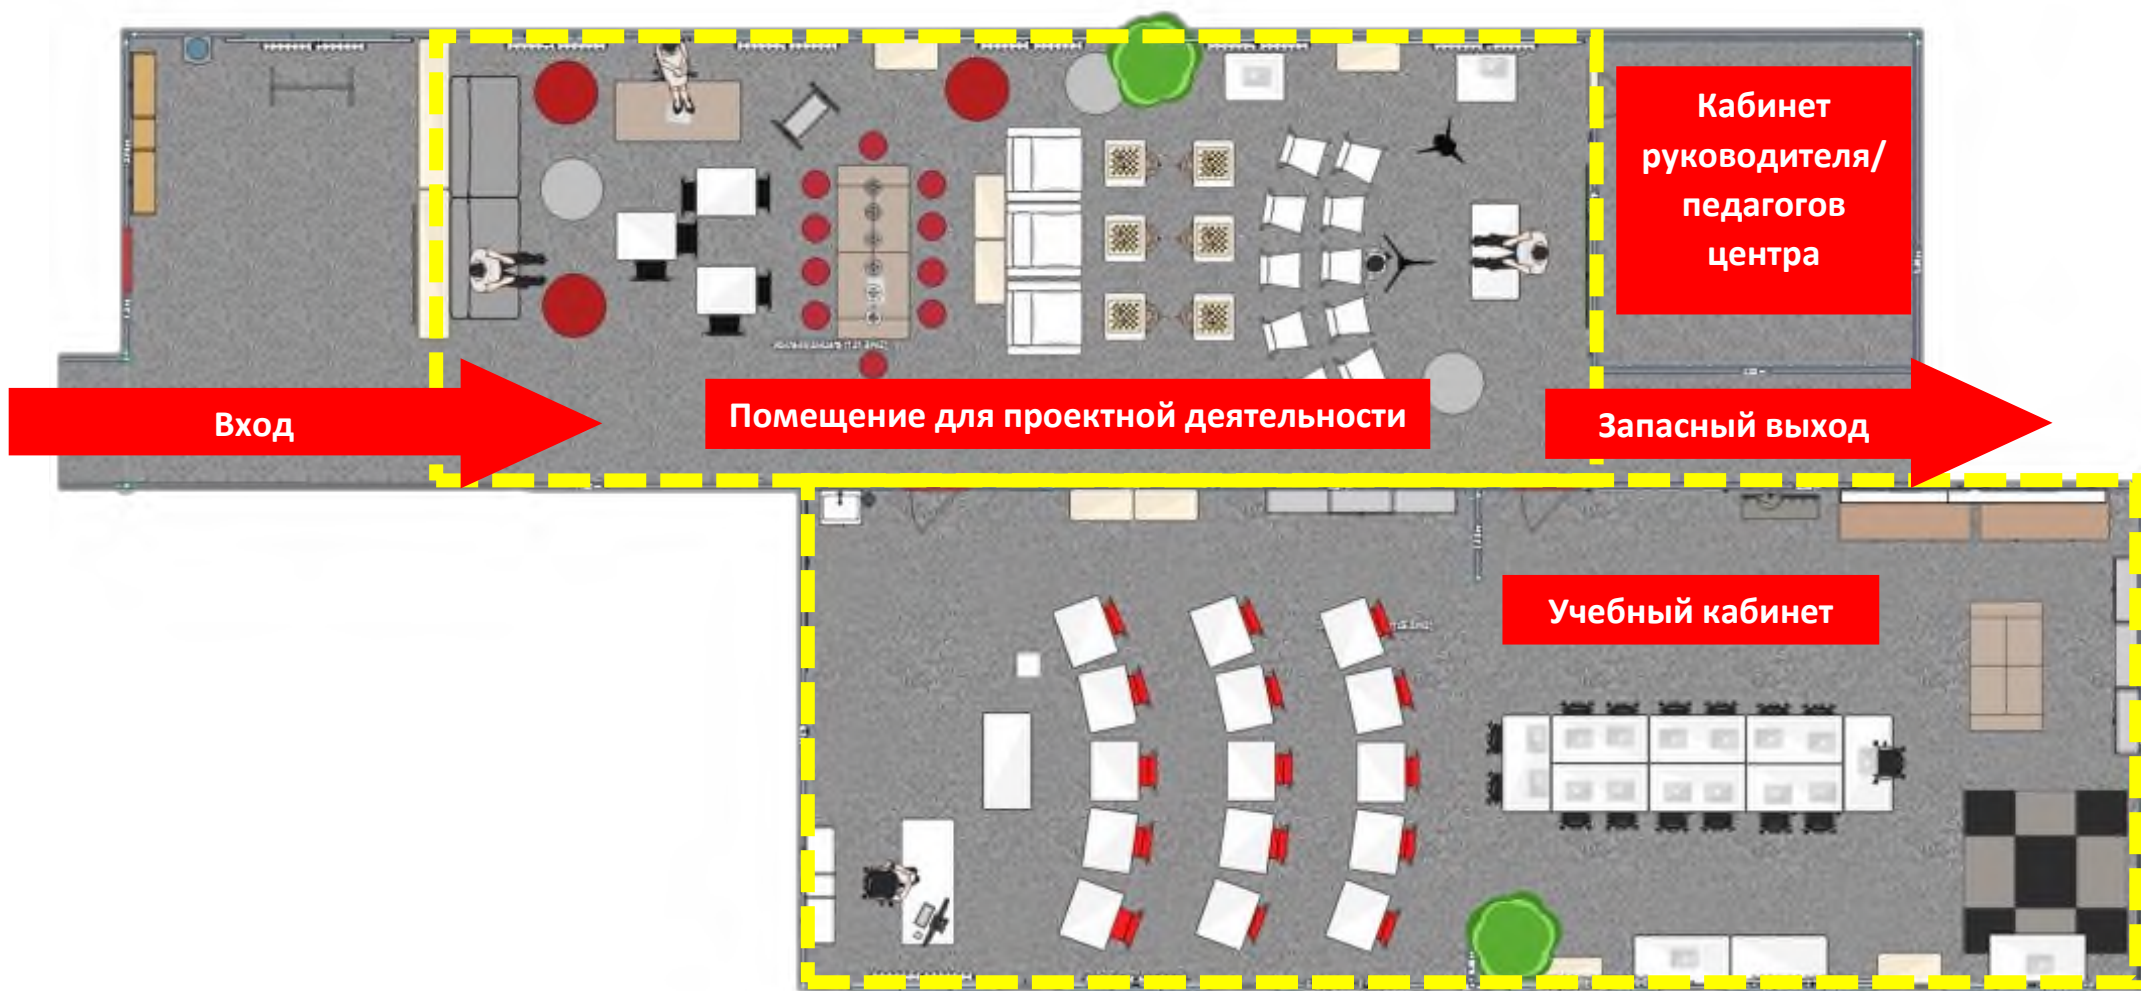 Кабинет
руководителя/
педагогов
центра
Вход
Помещение для проектной деятельности
Запасный выход
Учебный кабинет